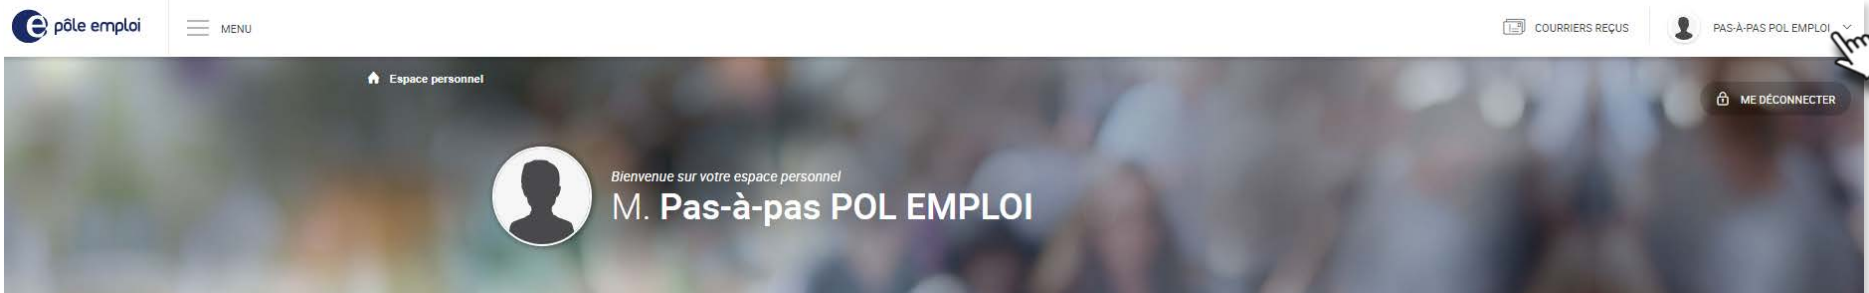 pôle emploi
MENU
COURRIERS REÇUS
PAS-À-PAS POL EMPLOI
Espace personnel
ME DÉCONNECTER
Bienvenue sur votre espace personnel
M. Pas-à-pas POL EMPLOI